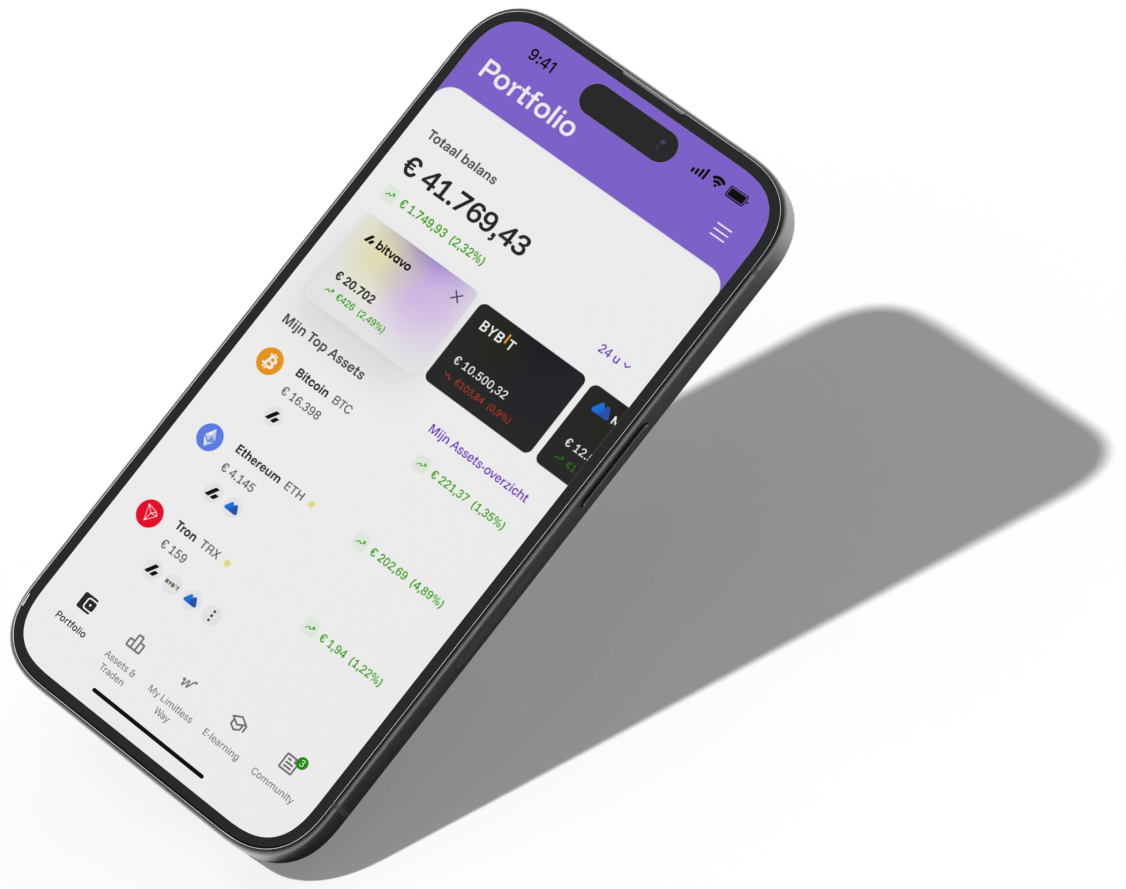 9:41
Portfolio
Totaal balans
€ 41.769,43
€ 1.749,93 (2,32%)
24 u
bitvavo
€ 20.702
€426 (2,49%)
BYBIT
€ 10.500,32
€103,84 (0,9%)
€ 12.
Mijn Top Assets
Mijn Assets-overzicht
Bitcoin BTC
€ 16.398
€ 221,37 (1,35%)
Ethereum ETH
€ 4.145
€ 202,69 (4,89%)
Tron TRX
€ 159
BYBIT
€ 1,94 (1,22%)
Portfolio
Assets &
Traden
My Limitless
Way
E-learning
Community
3